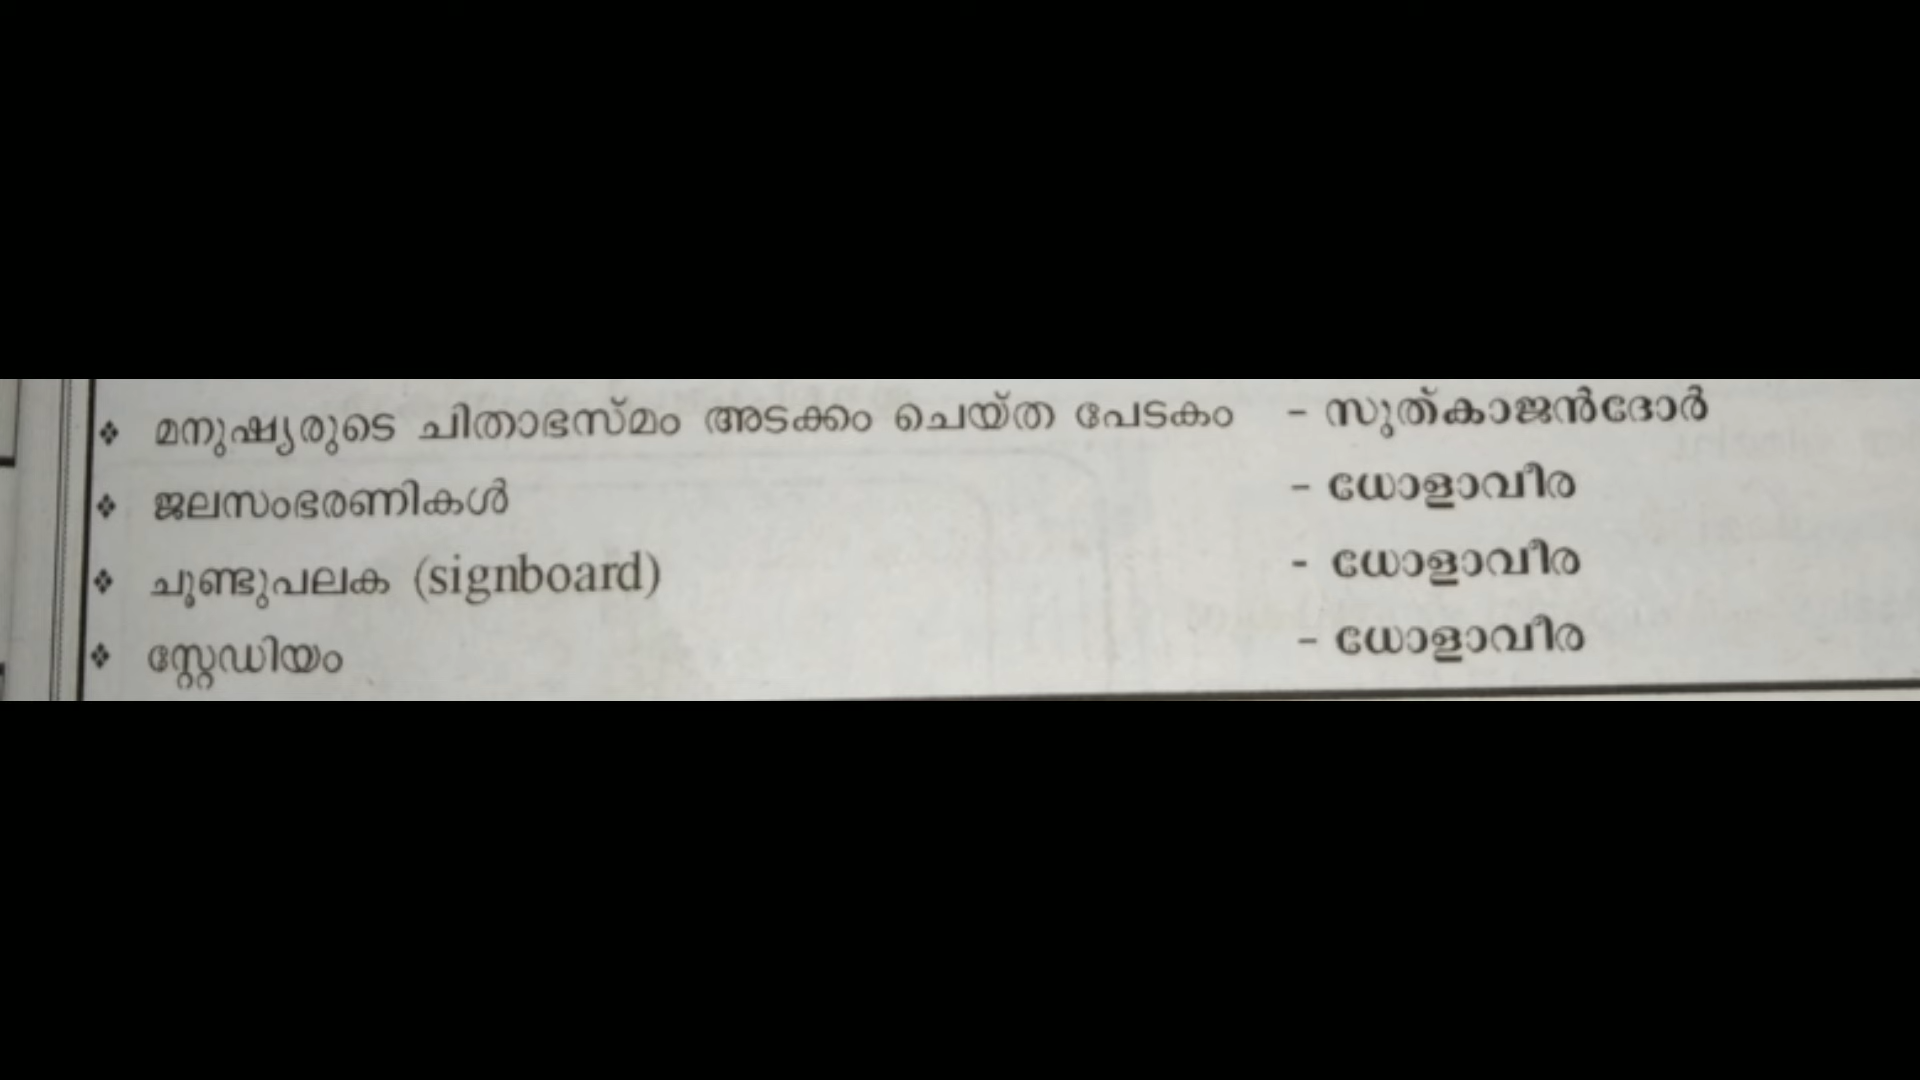 ❖ മനുഷ്യരുടെ ചിതാഭസ്മം അടക്കം ചെയ്ത പേടകം - സുത്കാജൻദോർ
❖ ജലസംഭരണികൾ - ധോളാവീര
❖ ചൂണ്ടുപലക (signboard) - ധോളാവീര
❖ സ്റ്റേഡിയം - ധോളാവീര